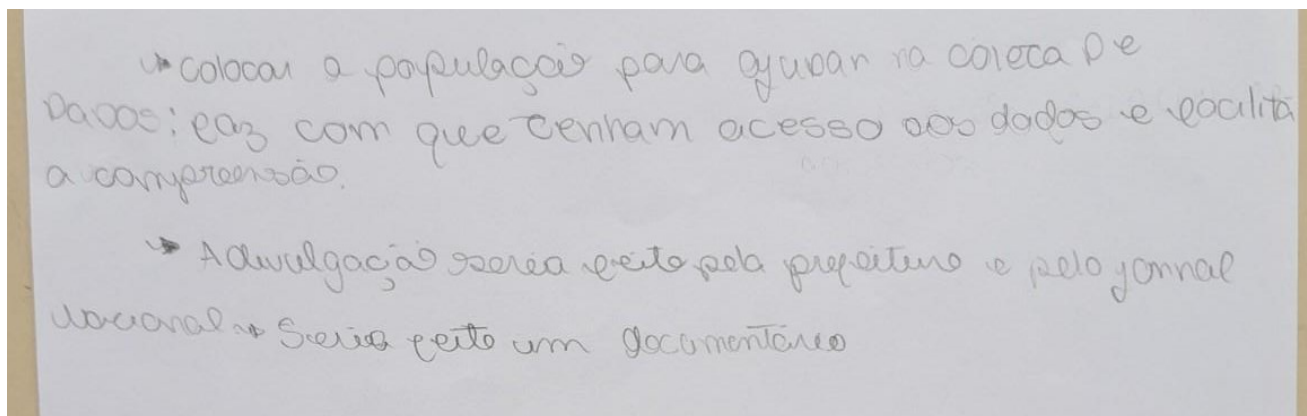 → colocar a população para ajudar na coleta de
Dados: faz com que tenham acesso aos dados e facilita
a compreensão.
→ A divulgação seria feito pela prefeitura e pelo jornal
nacional → Seria feito um documentário